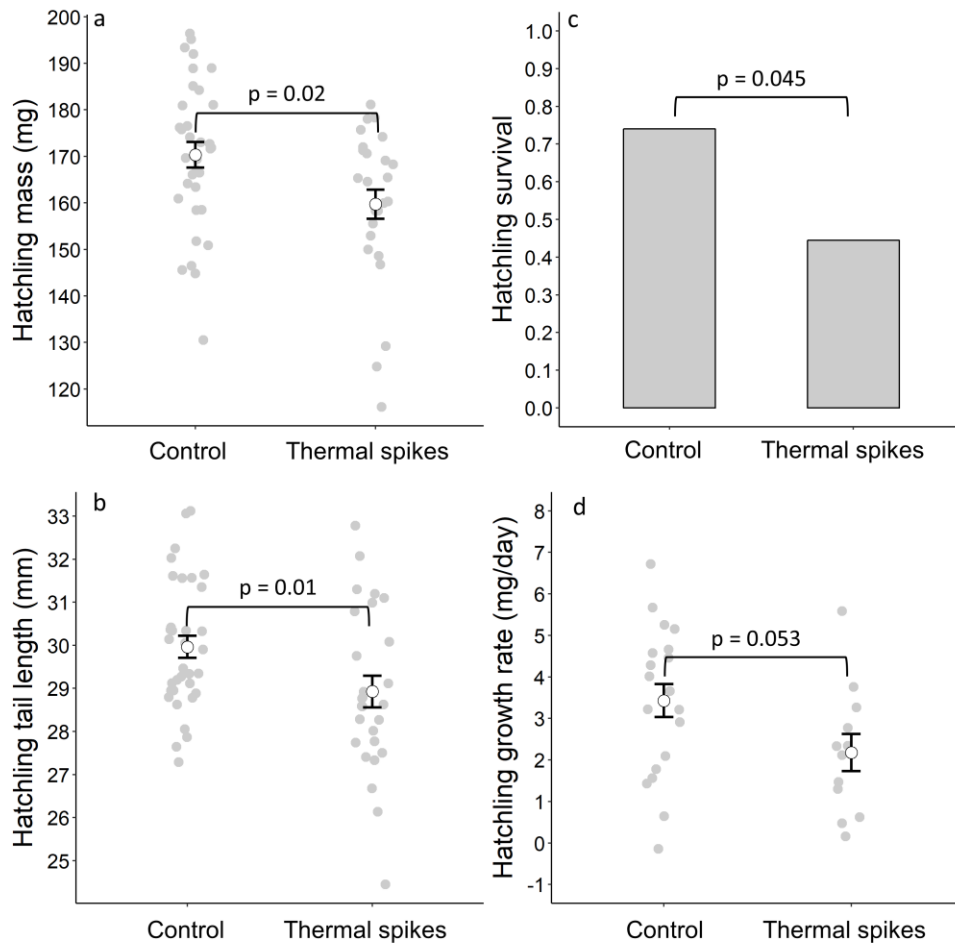 a
Hatchling mass (mg)
200
190
180
170
160
150
140
130
120
p = 0.02
Control
Thermal spikes
c
Hatchling survival
1.0
0.9
0.8
0.7
0.6
0.5
0.4
0.3
0.2
0.1
0.0
p = 0.045
Control
Thermal spikes
b
Hatchling tail length (mm)
33
32
31
30
29
28
27
26
25
p = 0.01
Control
Thermal spikes
d
Hatchling growth rate (mg/day)
8
7
6
5
4
3
2
1
0
-1
p = 0.053
Control
Thermal spikes